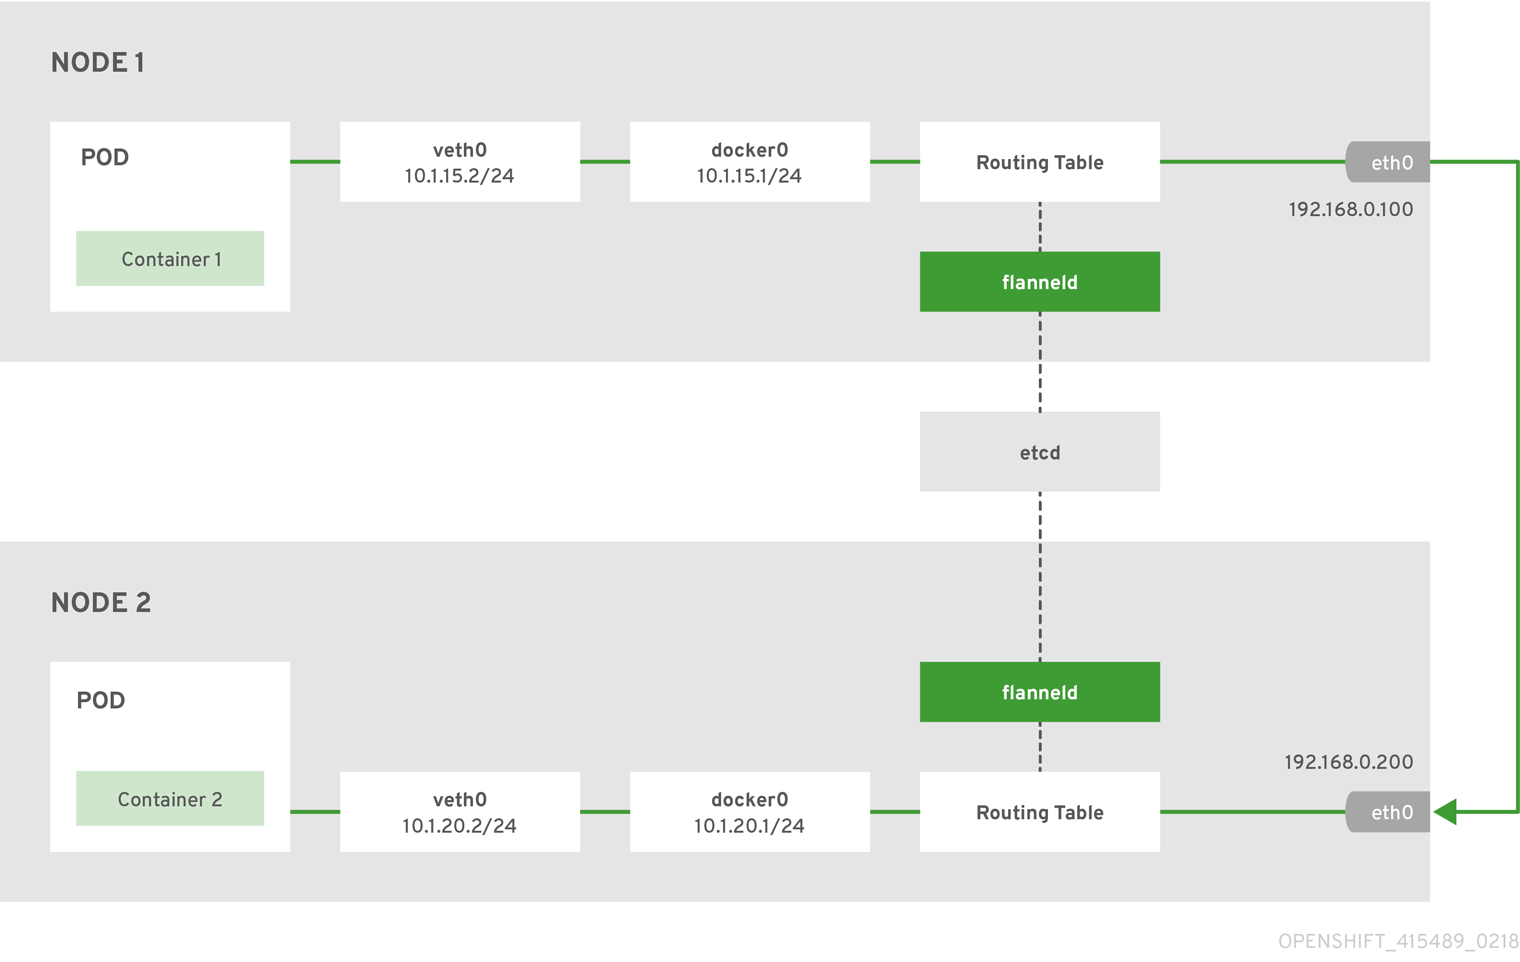 NODE 1
POD
Container 1
veth0
10.1.15.2/24
docker0
10.1.15.1/24
Routing Table
eth0
192.168.0.100
flanneld
etcd
NODE 2
flanneld
POD
Container 2
veth0
10.1.20.2/24
docker0
10.1.20.1/24
Routing Table
192.168.0.200
eth0
OPENSHIFT_415489_0218